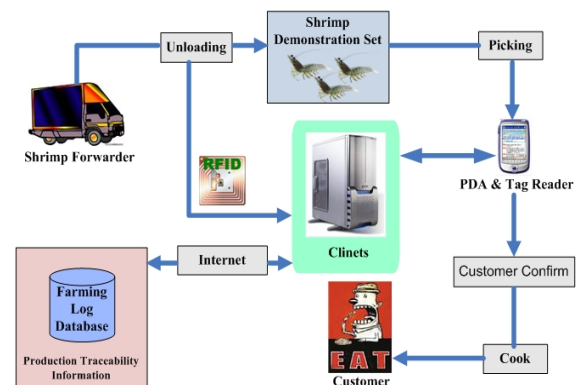 Unloading
Shrimp
Demonstration Set
Picking
Shrimp Forwarder
RFID
PDA & Tag Reader
Clinets
Internet
Farming
Log
Database
Production Traceability
Information
Customer Confirm
EAT
Customer
Cook